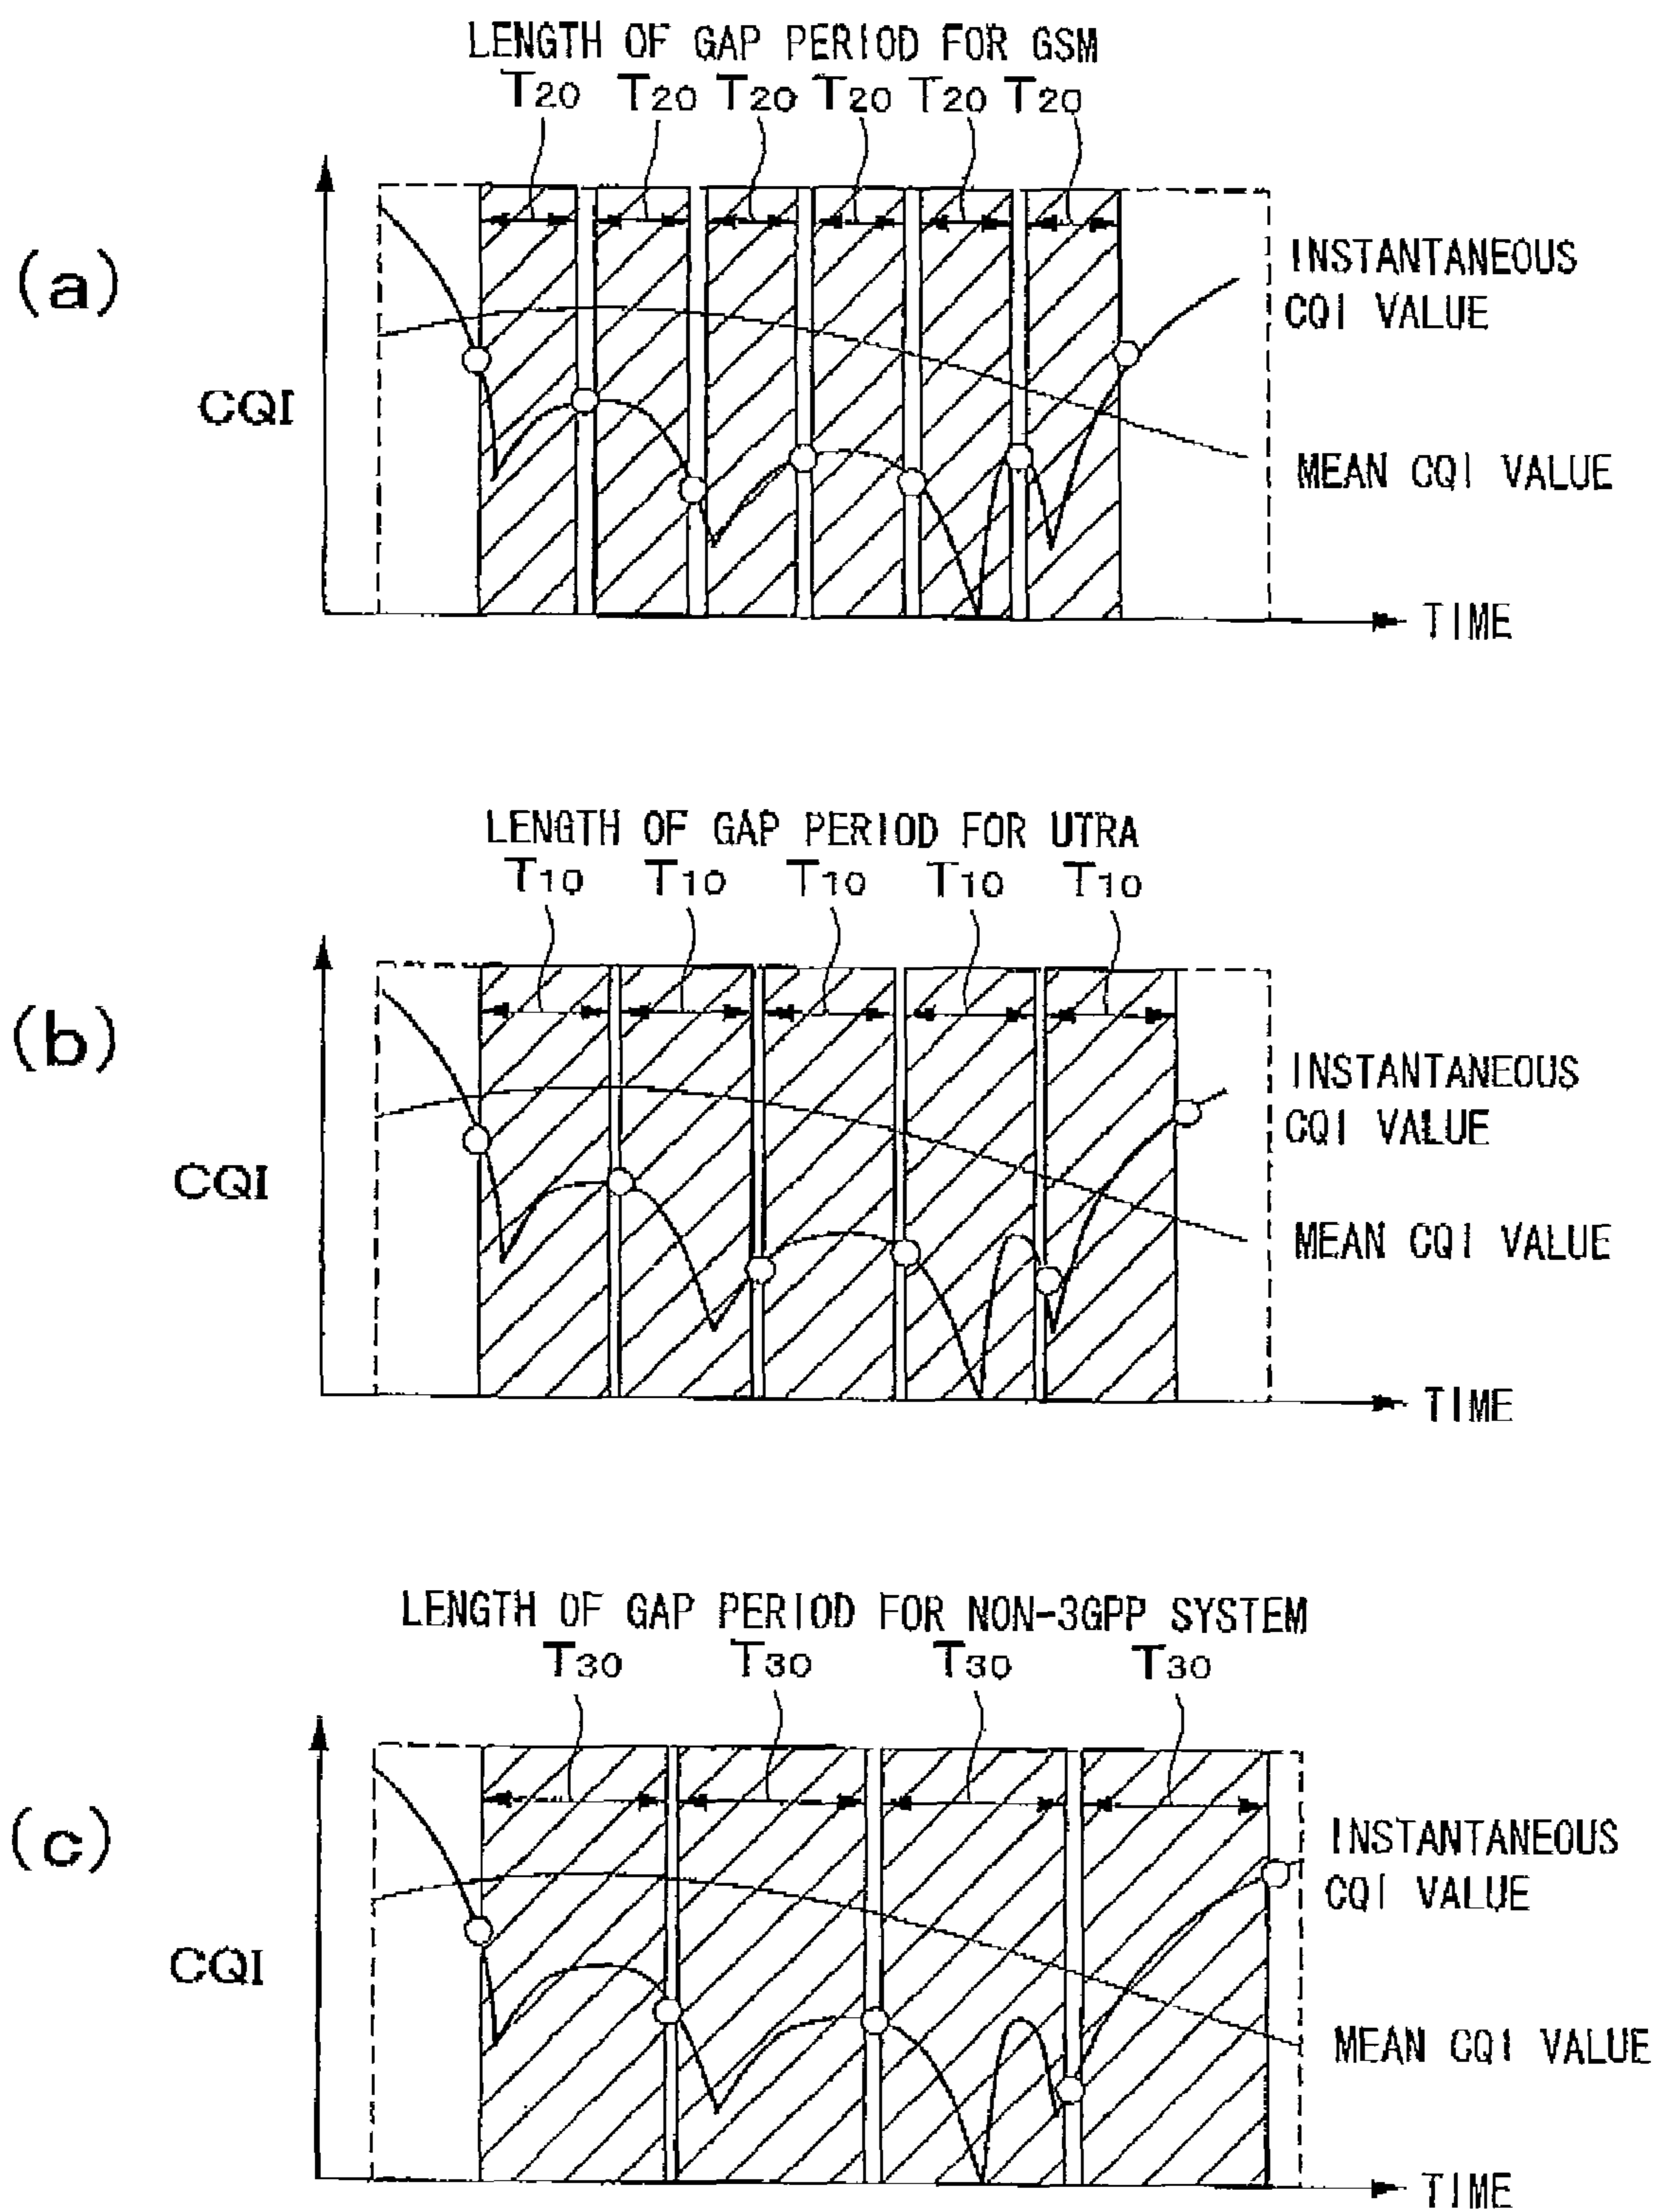 LENGTH OF GAP PERIOD FOR GSM
T20 T20 T20 T20 T20 T20
(a)
INSTANTANEOUS
CQI VALUE
CQI
MEAN CQI VALUE
TIME
LENGTH OF GAP PERIOD FOR UTRA
T10 T10 T10 T10 T10
(b)
INSTANTANEOUS
CQI VALUE
CQI
MEAN CQI VALUE
TIME
LENGTH OF GAP PERIOD FOR NON-3GPP SYSTEM
T30 T30 T30 T30
(c)
INSTANTANEOUS
CQI VALUE
CQI
MEAN CQI VALUE
TIME